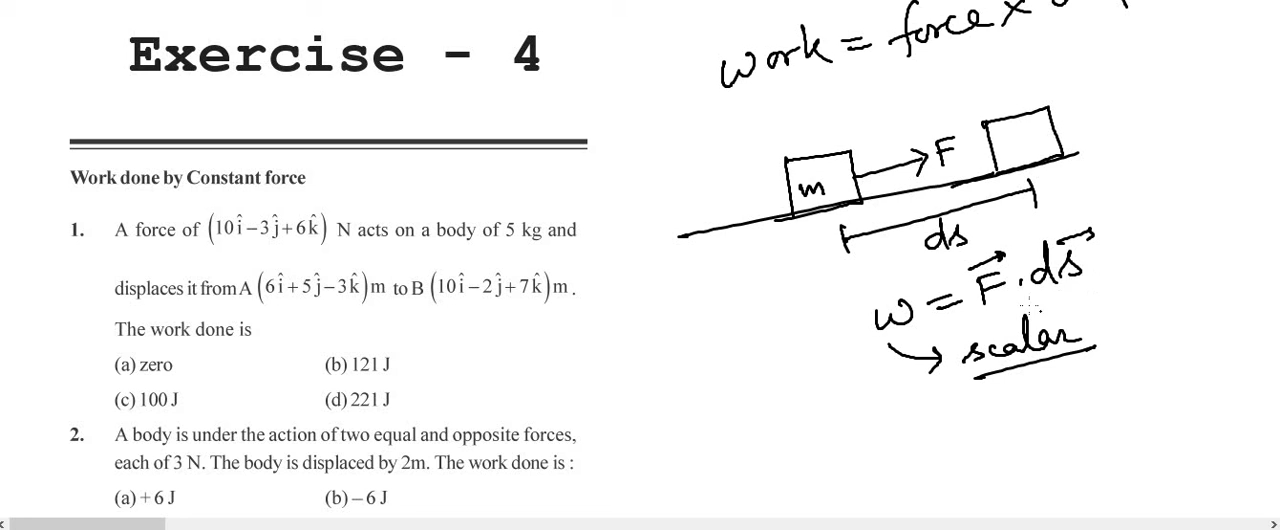 Exercise - 4
Work done by Constant force
1. A force of (10î−3ĵ+6k̂) N acts on a body of 5 kg and
displaces it from A (6î+5ĵ−3k̂)m to B (10î−2ĵ+7k̂)m.
The work done is
(a) zero (b) 121 J
(c) 100 J (d) 221 J
2. A body is under the action of two equal and opposite forces,
each of 3 N. The body is displaced by 2m. The work done is :
(a) + 6 J (b) – 6 J
work = force ×
m F
ds
w = F⃗ . ds⃗
→ scalar